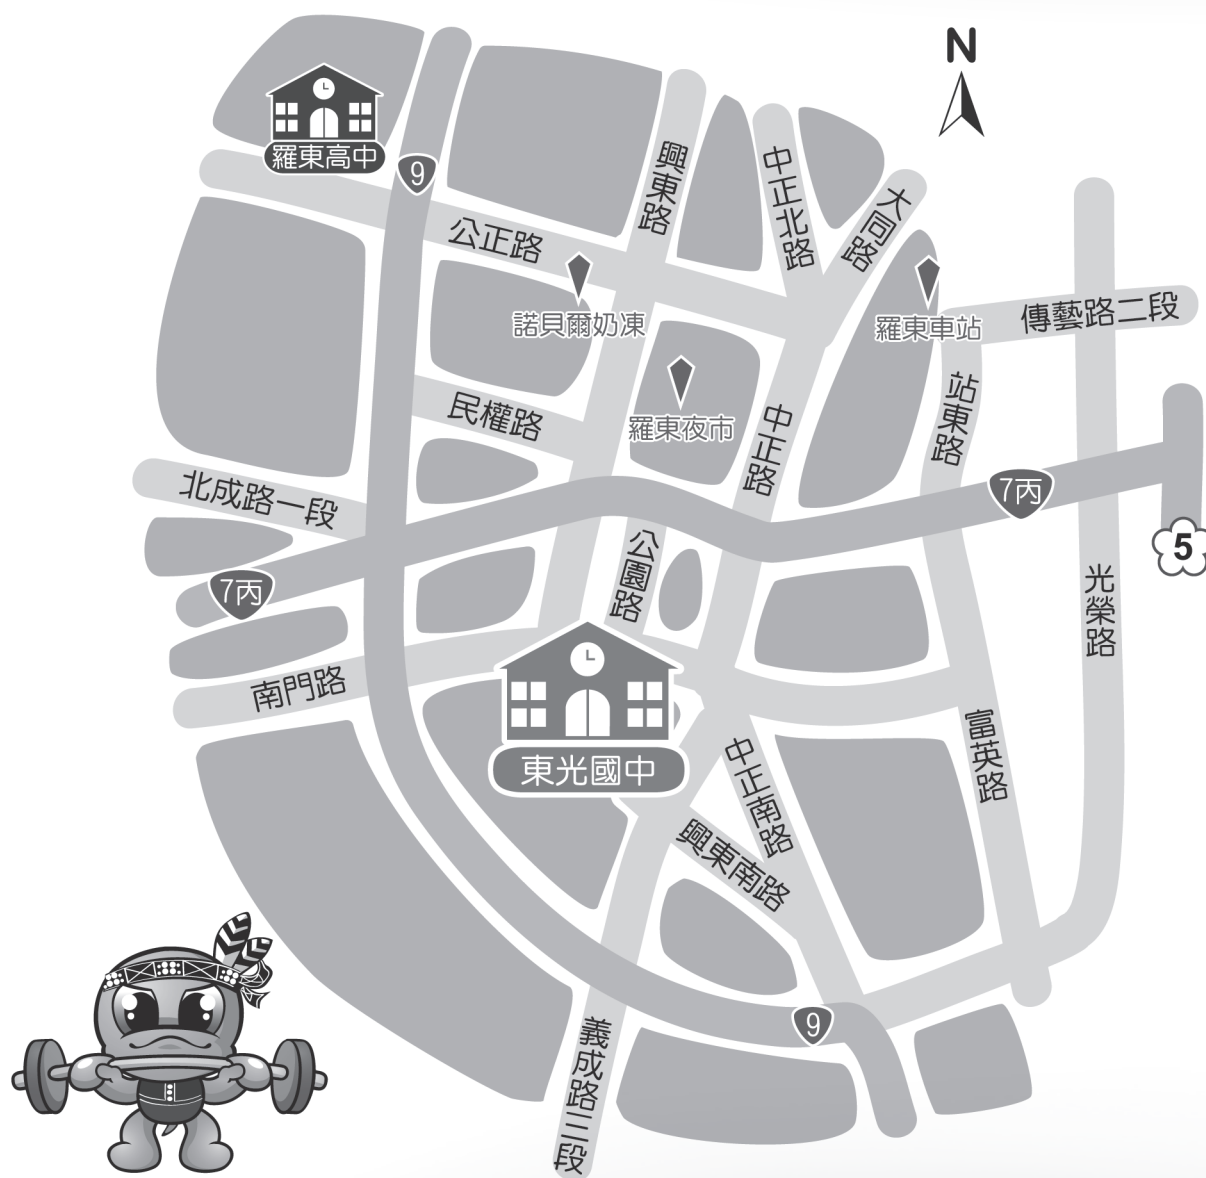 N
羅東高中
9
興東路
中正北路
大同路
公正路
諾貝爾奶凍
羅東車站
傳藝路二段
站東路
民權路
羅東夜市
中正路
北成路一段
7丙
5
7丙
公園路
光榮路
南門路
東光國中
富英路
中正南路
興東南路
9
義成路三段